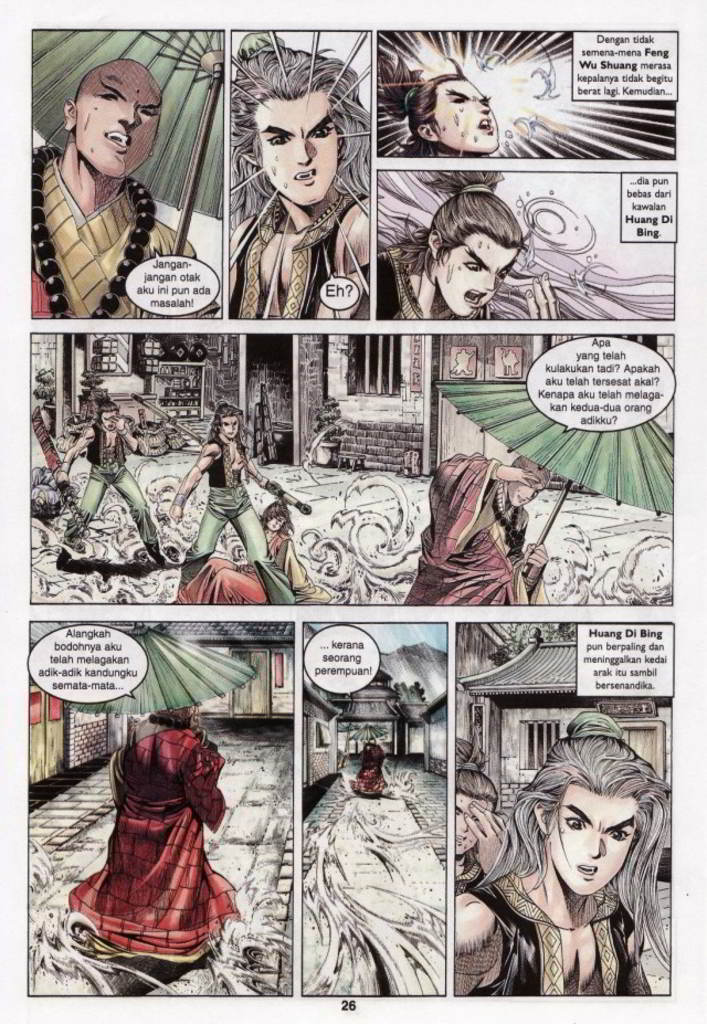 Jangan-
jangan otak
aku ini pun ada
masalah!
Eh?
Dengan tidak
semena-mena Feng
Wu Shuang merasa
kepalanya tidak begitu
berat lagi. Kemudian...
...dia pun
bebas dari
kawalan
Huang Di
Bing.
Apa
yang telah
kulakukan tadi? Apakah
aku telah tersesat akal?
Kenapa aku telah melaga-
kan kedua-dua orang
adikku?
Alangkah
bodohnya aku
telah melagakan
adik-adik kandungku
semata-mata...
... kerana
seorang
perempuan!
Huang Di Bing
pun berpaling dan
meninggalkan kedai
arak itu sambil
bersenandika.
26